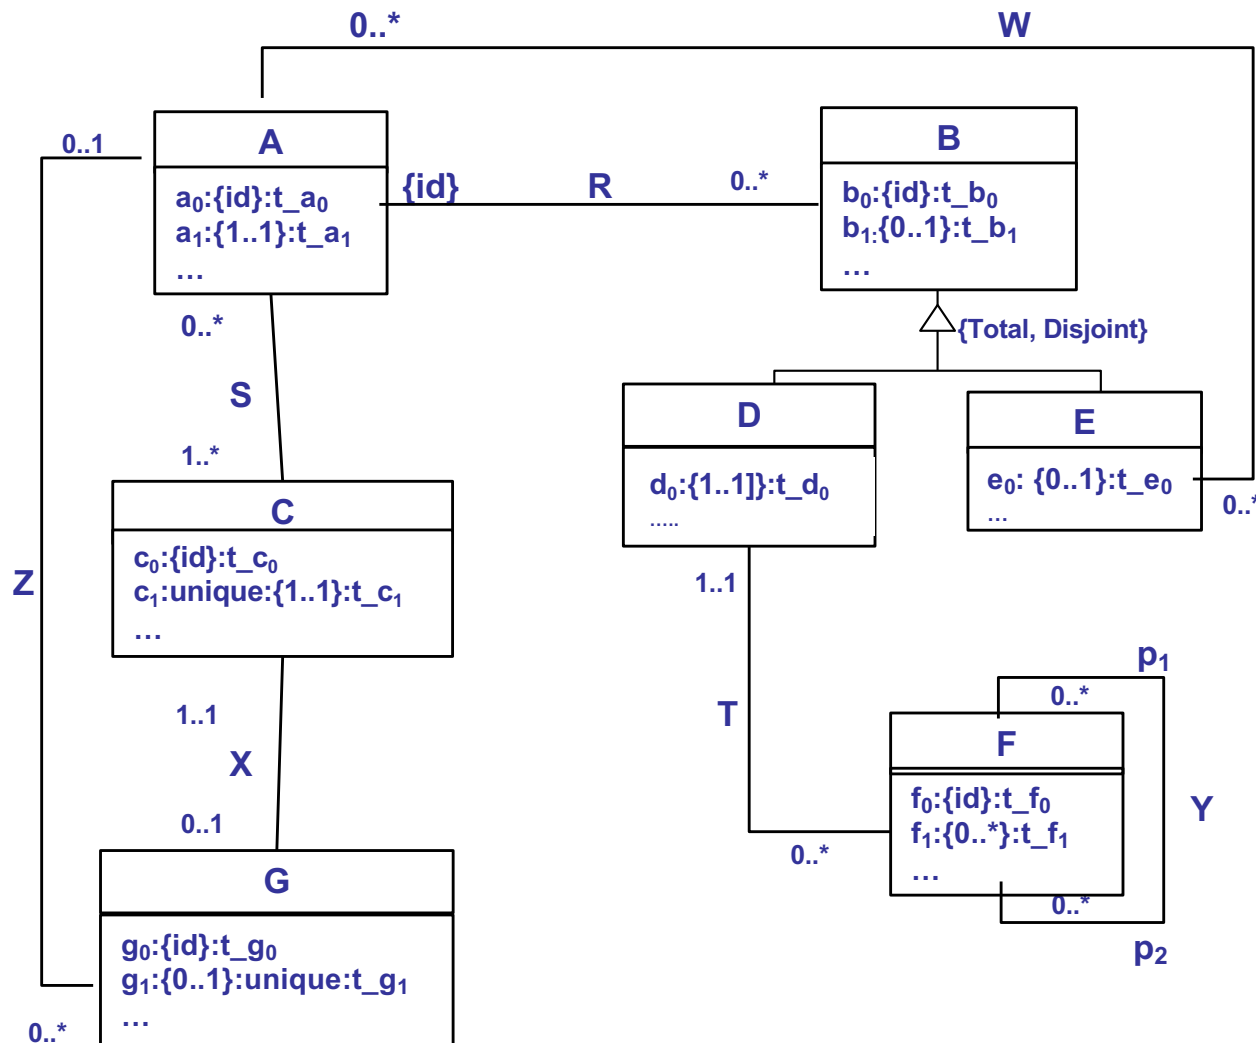 0..*
W
A
a₀:{id}:t_a₀
a₁:{1..1}:t_a₁
...
0..1
{id}
R
0..*
B
b₀:{id}:t_b₀
b₁:{0..1}:t_b₁
...
{Total, Disjoint}
0..*
S
1..*
D
d₀:{1..1]}:t_d₀
.....
E
e₀: {0..1}:t_e₀
...
0..*
C
c₀:{id}:t_c₀
c₁:unique:{1..1}:t_c₁
...
Z
1..1
X
0..1
1..1
T
0..*
p₁
0..*
F
f₀:{id}:t_f₀
f₁:{0..*}:t_f₁
...
Y
0..*
p₂
G
g₀:{id}:t_g₀
g₁:{0..1}:unique:t_g₁
...
0..*